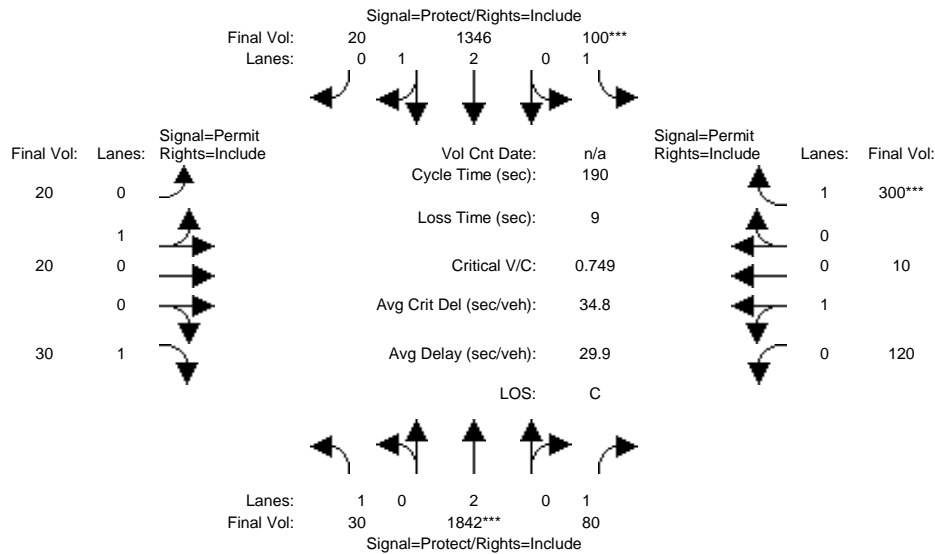 Signal=Protect/Rights=Include
Final Vol: 20 1346 100***
Lanes: 0 1 2 0 1
Signal=Permit Signal=Permit
Final Vol: Lanes: Rights=Include Vol Cnt Date: n/a Rights=Include Lanes: Final Vol:
Cycle Time (sec): 190
20 0 1 300***
Loss Time (sec): 9
1 0
20 0 Critical V/C: 0.749 0 10
0 Avg Crit Del (sec/veh): 34.8 1
30 1 Avg Delay (sec/veh): 29.9 0 120
LOS: C
Lanes: 1 0 2 0 1
Final Vol: 30 1842*** 80
Signal=Protect/Rights=Include